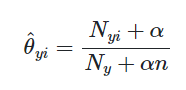 θ̂_yi = (N_yi + α) / (N_y + αn)